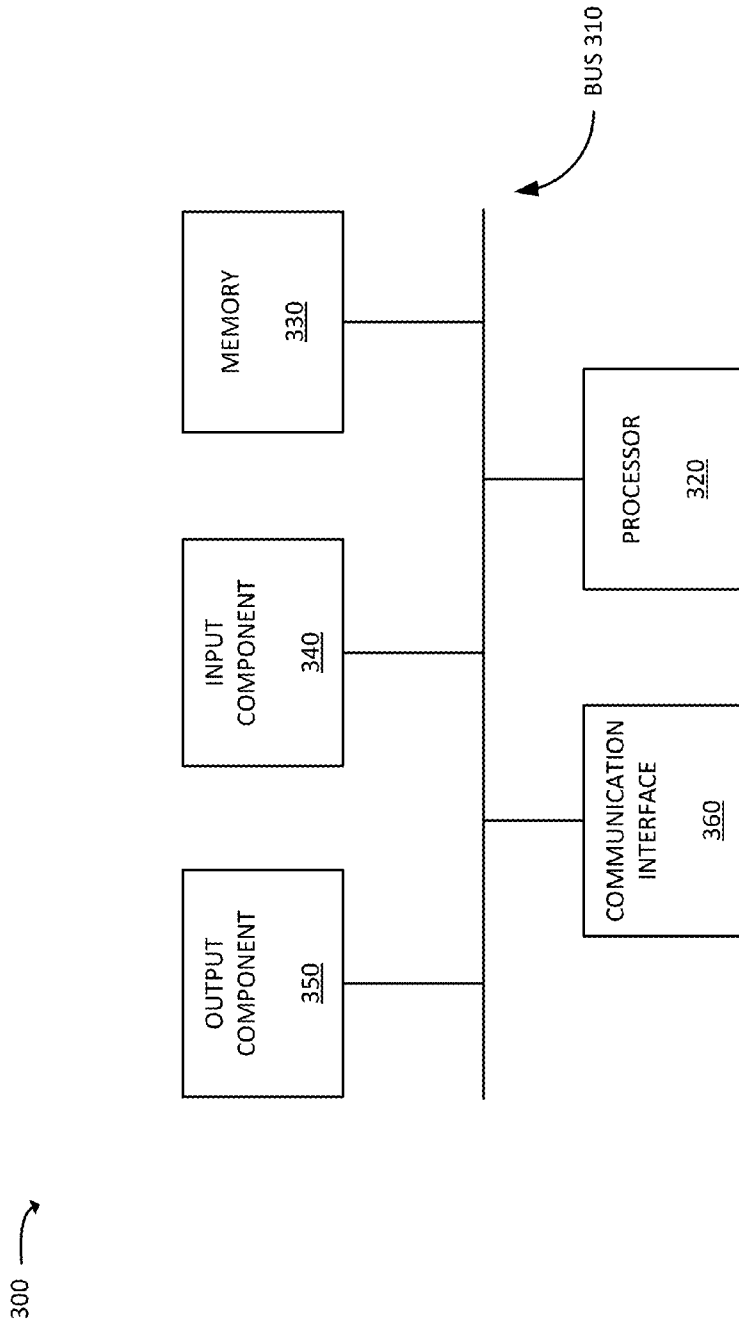 300
OUTPUT
COMPONENT
350
INPUT
COMPONENT
340
MEMORY
330
BUS 310
COMMUNICATION
INTERFACE
360
PROCESSOR
320